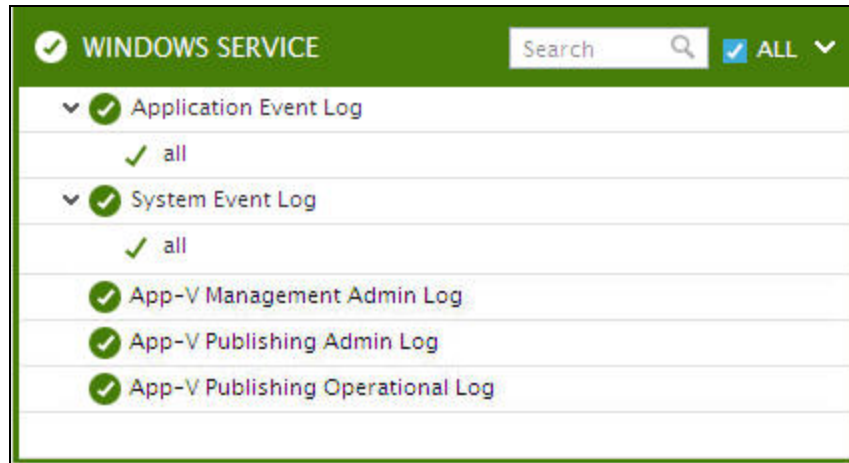 WINDOWS SERVICE Search ALL
Application Event Log
all
System Event Log
all
App-V Management Admin Log
App-V Publishing Admin Log
App-V Publishing Operational Log